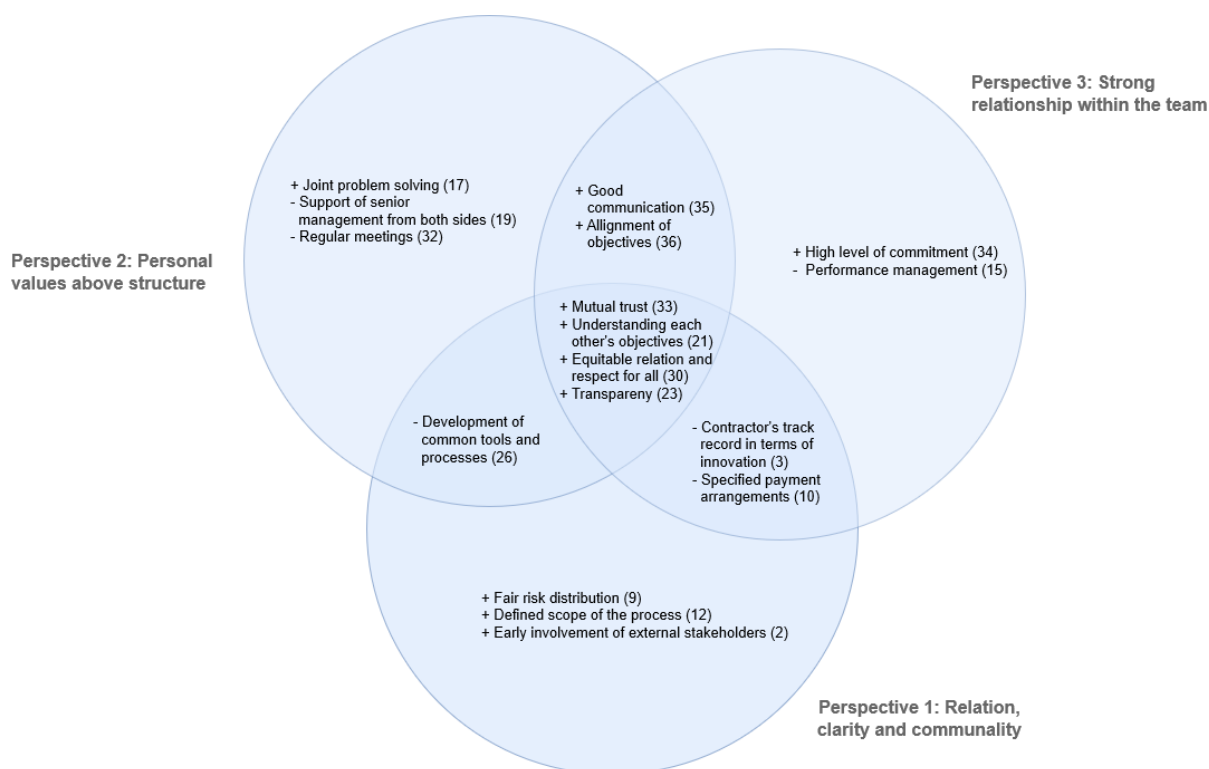 Perspective 3: Strong
relationship within the team
+ Joint problem solving (17)
- Support of senior
management from both sides (19)
- Regular meetings (32)
+ Good
communication (35)
+ Allignment of
objectives (36)
+ High level of commitment (34)
- Performance management (15)
Perspective 2: Personal
values above structure
+ Mutual trust (33)
+ Understanding each
other's objectives (21)
+ Equitable relation and
respect for all (30)
+ Transpareny (23)
- Development of
common tools and
processes (26)
- Contractor's track
record in terms of
innovation (3)
- Specified payment
arrangements (10)
+ Fair risk distribution (9)
+ Defined scope of the process (12)
+ Early involvement of external stakeholders (2)
Perspective 1: Relation,
clarity and communality